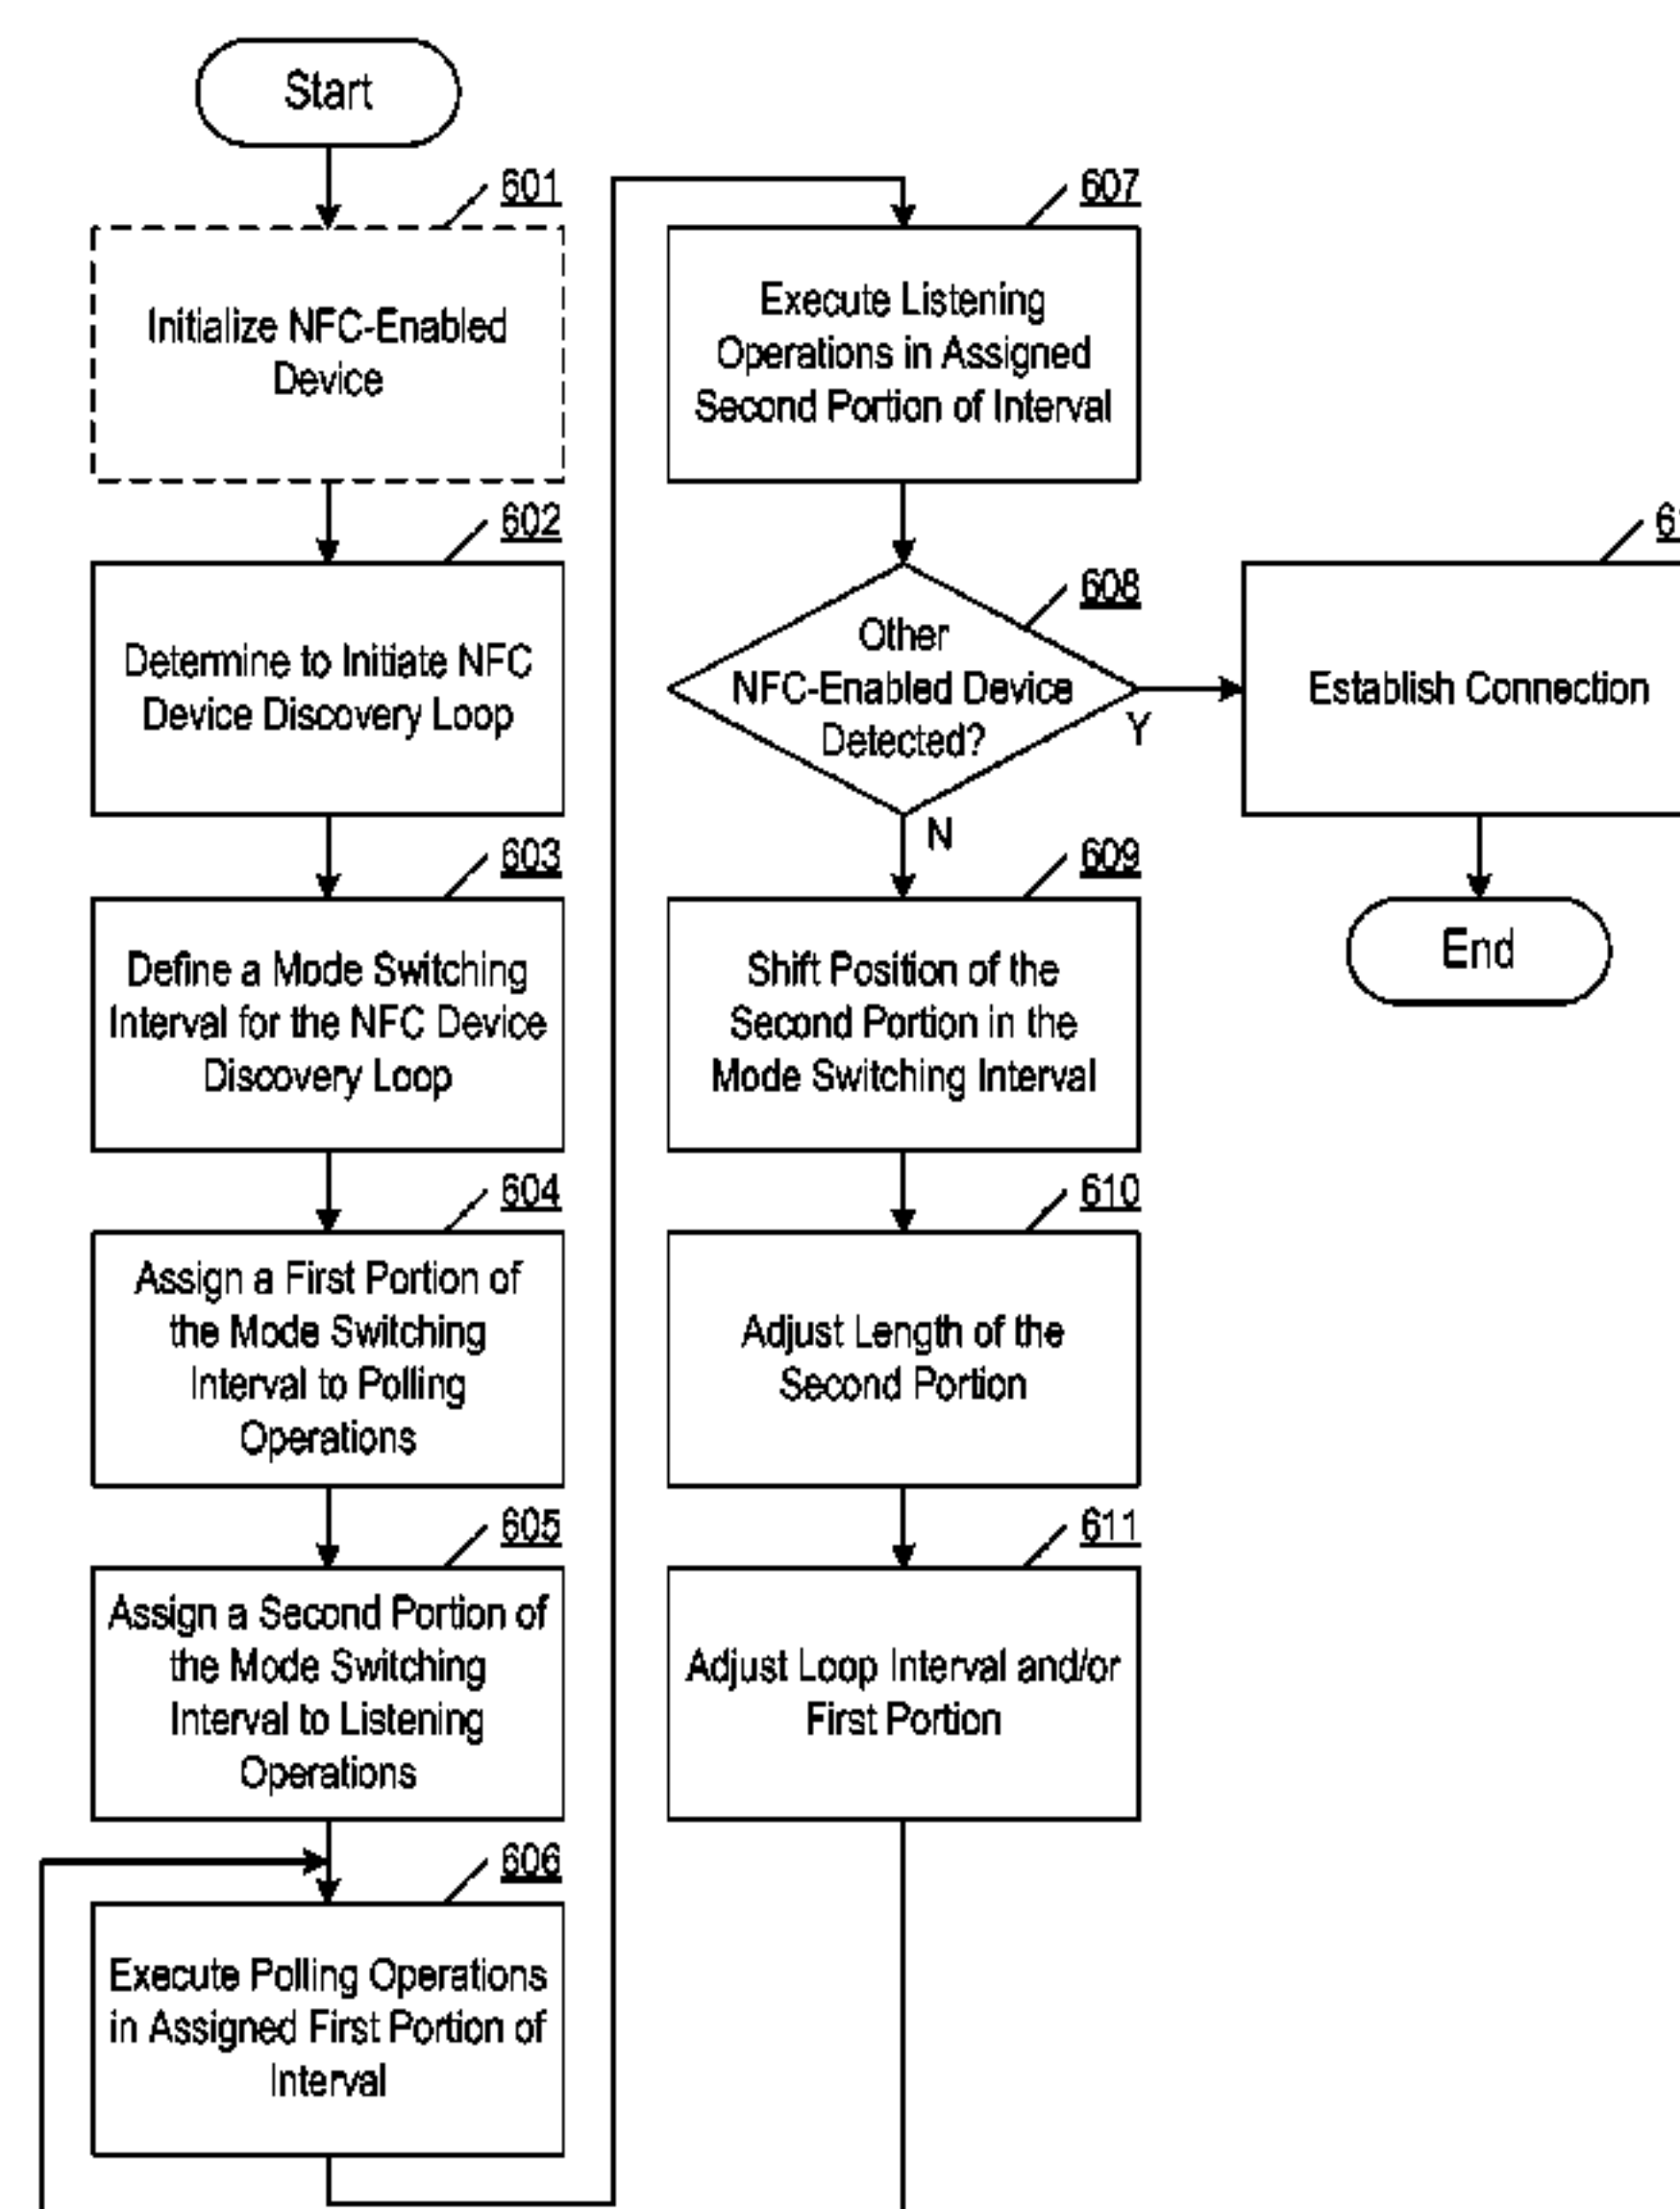 Start
601
Initialize NFC-Enabled
Device
602
Determine to Initiate NFC
Device Discovery Loop
603
Define a Mode Switching
Interval for the NFC Device
Discovery Loop
604
Assign a First Portion of
the Mode Switching
Interval to Polling
Operations
605
Assign a Second Portion of
the Mode Switching
Interval to Listening
Operations
606
Execute Polling Operations
in Assigned First Portion of
Interval
607
Execute Listening
Operations in Assigned
Second Portion of Interval
608
Other
NFC-Enabled Device
Detected?
Y
N
609
Shift Position of the
Second Portion in the
Mode Switching Interval
610
Adjust Length of the
Second Portion
611
Adjust Loop Interval and/or
First Portion
Establish Connection
End